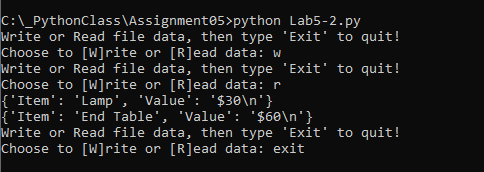 C:\_PythonClass\Assignment05>python Lab5-2.py
Write or Read file data, then type 'Exit' to quit!
Choose to [W]rite or [R]ead data: w
Write or Read file data, then type 'Exit' to quit!
Choose to [W]rite or [R]ead data: r
{'Item': 'Lamp', 'Value': '$30\n'}
{'Item': 'End Table', 'Value': '$60\n'}
Write or Read file data, then type 'Exit' to quit!
Choose to [W]rite or [R]ead data: exit